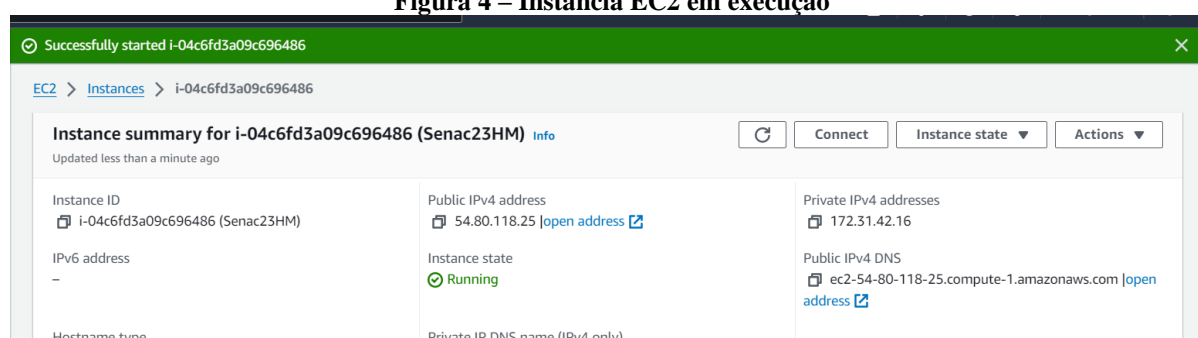 Figura 4 – Instância EC2 em execução
Successfully started i-04c6fd3a09c696486
EC2 > Instances > i-04c6fd3a09c696486
Instance summary for i-04c6fd3a09c696486 (Senac23HM) Info
Connect Instance state Actions
Updated less than a minute ago
Instance ID Public IPv4 address Private IPv4 addresses
i-04c6fd3a09c696486 (Senac23HM) 54.80.118.25 |open address 172.31.42.16
IPv6 address Instance state Public IPv4 DNS
– Running ec2-54-80-118-25.compute-1.amazonaws.com |open
address
Hostname type Private IP DNS name (IPv4 only)